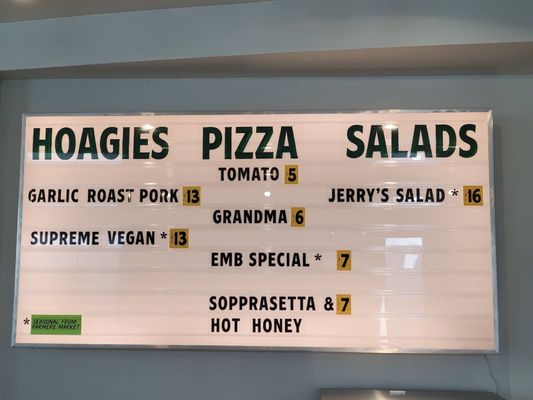 HOAGIES PIZZA SALADS
TOMATO 5
GARLIC ROAST PORK 13
JERRY'S SALAD * 16
GRANDMA 6
SUPREME VEGAN * 13
EMB SPECIAL * 7
SOPPRASETTA & 7
HOT HONEY
* SEASONAL FROM
FARMERS MARKET